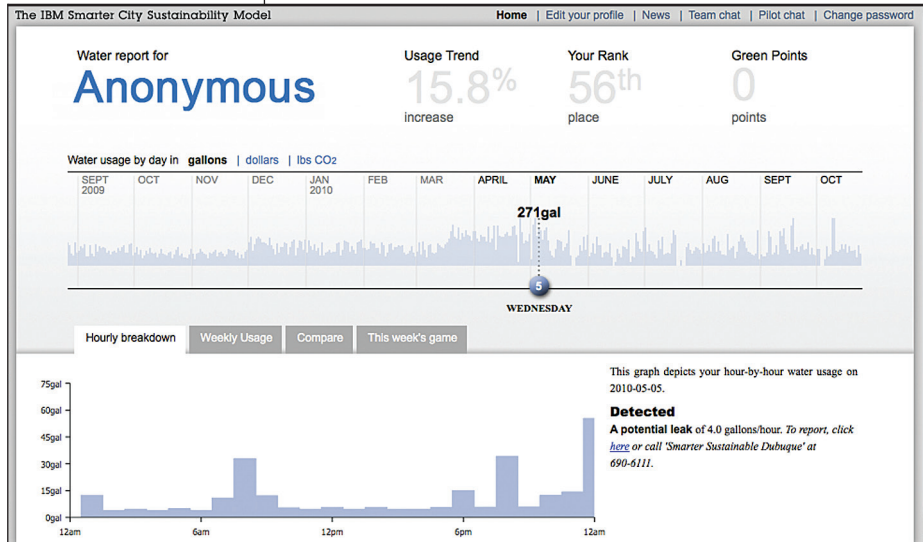 The IBM Smarter City Sustainability Model
Home | Edit your profile | News | Team chat | Pilot chat | Change password
Water report for
Anonymous
Usage Trend
15.8%
increase
Your Rank
56th
place
Green Points
0
points
Water usage by day in gallons | dollars | lbs CO2
SEPT 2009
OCT
NOV
DEC
JAN 2010
FEB
MAR
APRIL
MAY
JUNE
JULY
AUG
SEPT
OCT
271gal
5
WEDNESDAY
Hourly breakdown
Weekly Usage
Compare
This week's game
75gal
60gal
45gal
30gal
15gal
0gal
12am
6am
12pm
6pm
12am
This graph depicts your hour-by-hour water usage on
2010-05-05.
Detected
A potential leak of 4.0 gallons/hour. To report, click
here or call 'Smarter Sustainable Dubuque' at
690-6111.